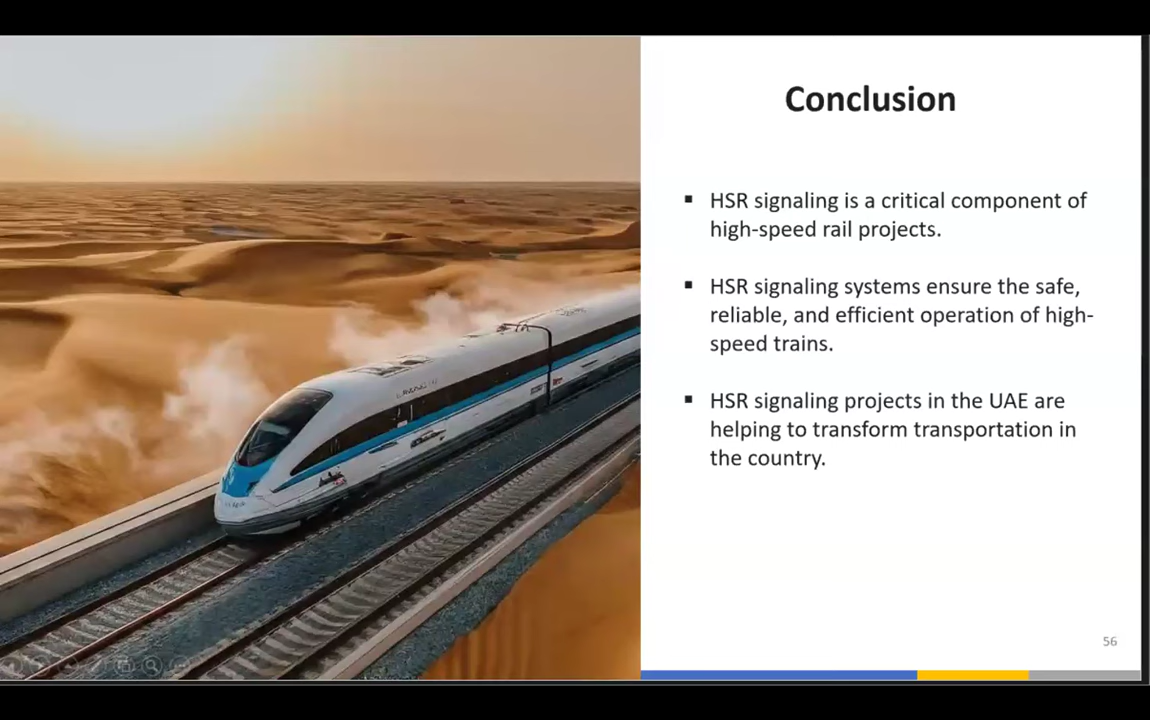 Conclusion
▪ HSR signaling is a critical component of
high-speed rail projects.
▪ HSR signaling systems ensure the safe,
reliable, and efficient operation of high-
speed trains.
▪ HSR signaling projects in the UAE are
helping to transform transportation in
the country.
56